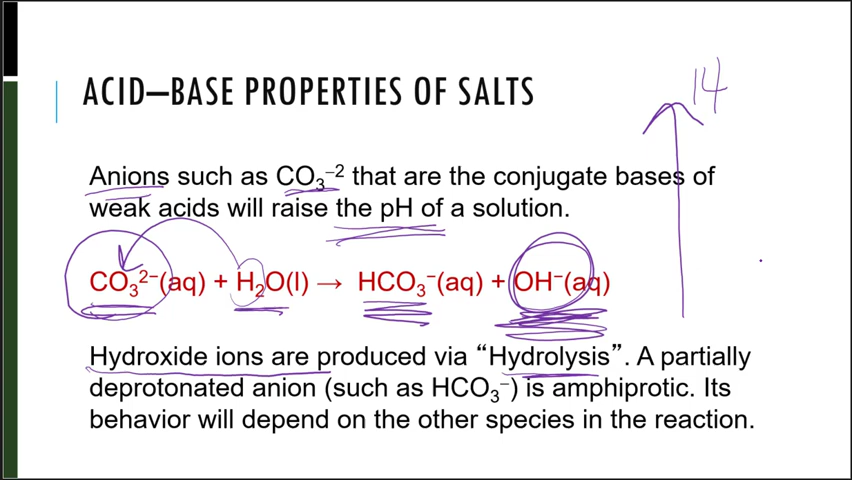 ACID—BASE PROPERTIES OF SALTS
14
Anions such as CO₃⁻² that are the conjugate bases of
weak acids will raise the pH of a solution.
CO₃²⁻(aq) + H₂O(l) → HCO₃⁻(aq) + OH⁻(aq)
Hydroxide ions are produced via “Hydrolysis”. A partially
deprotonated anion (such as HCO₃⁻) is amphiprotic. Its
behavior will depend on the other species in the reaction.